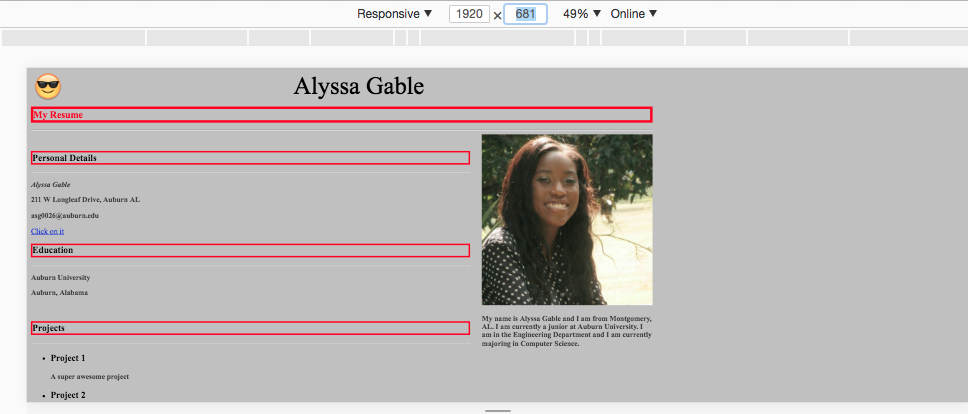 Responsive ▼ 1920 × 681 49% ▼ Online ▼
Alyssa Gable
My Resume
Personal Details
Alyssa Gable
211 W Longleaf Drive, Auburn AL
asg0026@auburn.edu
Click on it
Education
Auburn University
Auburn, Alabama
Projects
Project 1
A super awesome project
Project 2
My name is Alyssa Gable and I am from Montgomery,
AL. I am currently a junior at Auburn University. I
am in the Engineering Department and I am currently
majoring in Computer Science.